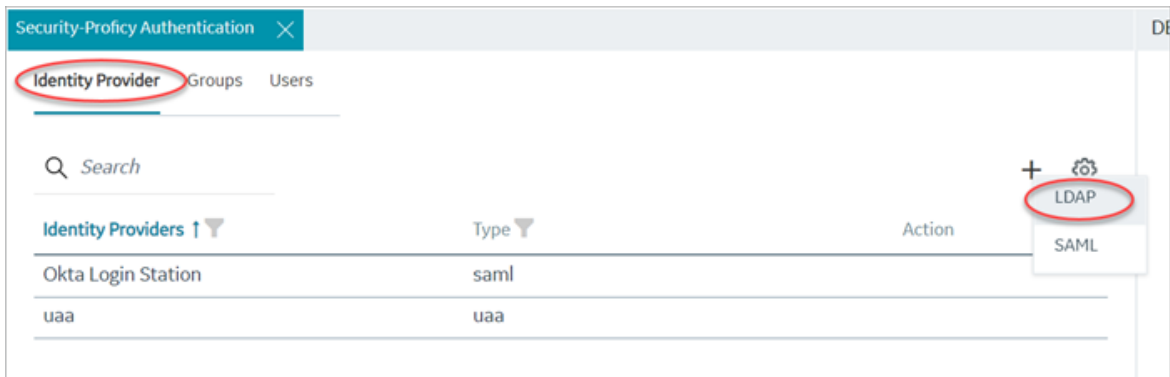 Security-Proficy Authentication
DE
Identity Provider Groups Users
Search
LDAP
Identity Providers Type Action
SAML
Okta Login Station saml
uaa uaa